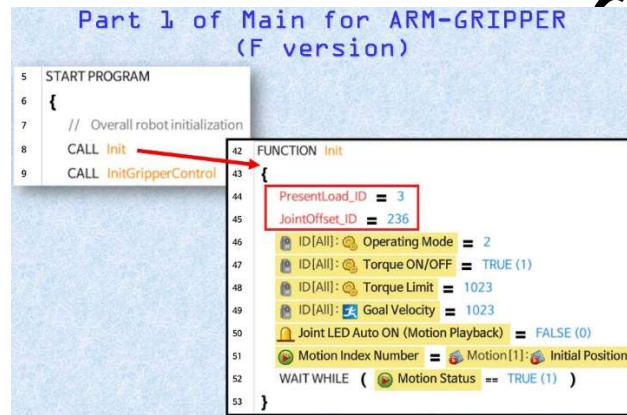 Part 1 of Main for ARM-GRIPPER
(F version)
5 START PROGRAM
6 {
7 // Overall robot initialization
8 CALL Init
9 CALL InitGripperControl
42 FUNCTION Init
43 {
44 PresentLoad_ID = 3
45 JointOffset_ID = 236
46 ID[All]: Operating Mode = 2
47 ID[All]: Torque ON/OFF = TRUE (1)
48 ID[All]: Torque Limit = 1023
49 ID[All]: Goal Velocity = 1023
50 Joint LED Auto ON (Motion Playback) = FALSE (0)
51 Motion Index Number = Motion[1]: Initial Position
52 WAIT WHILE ( Motion Status == TRUE (1) )
53 }